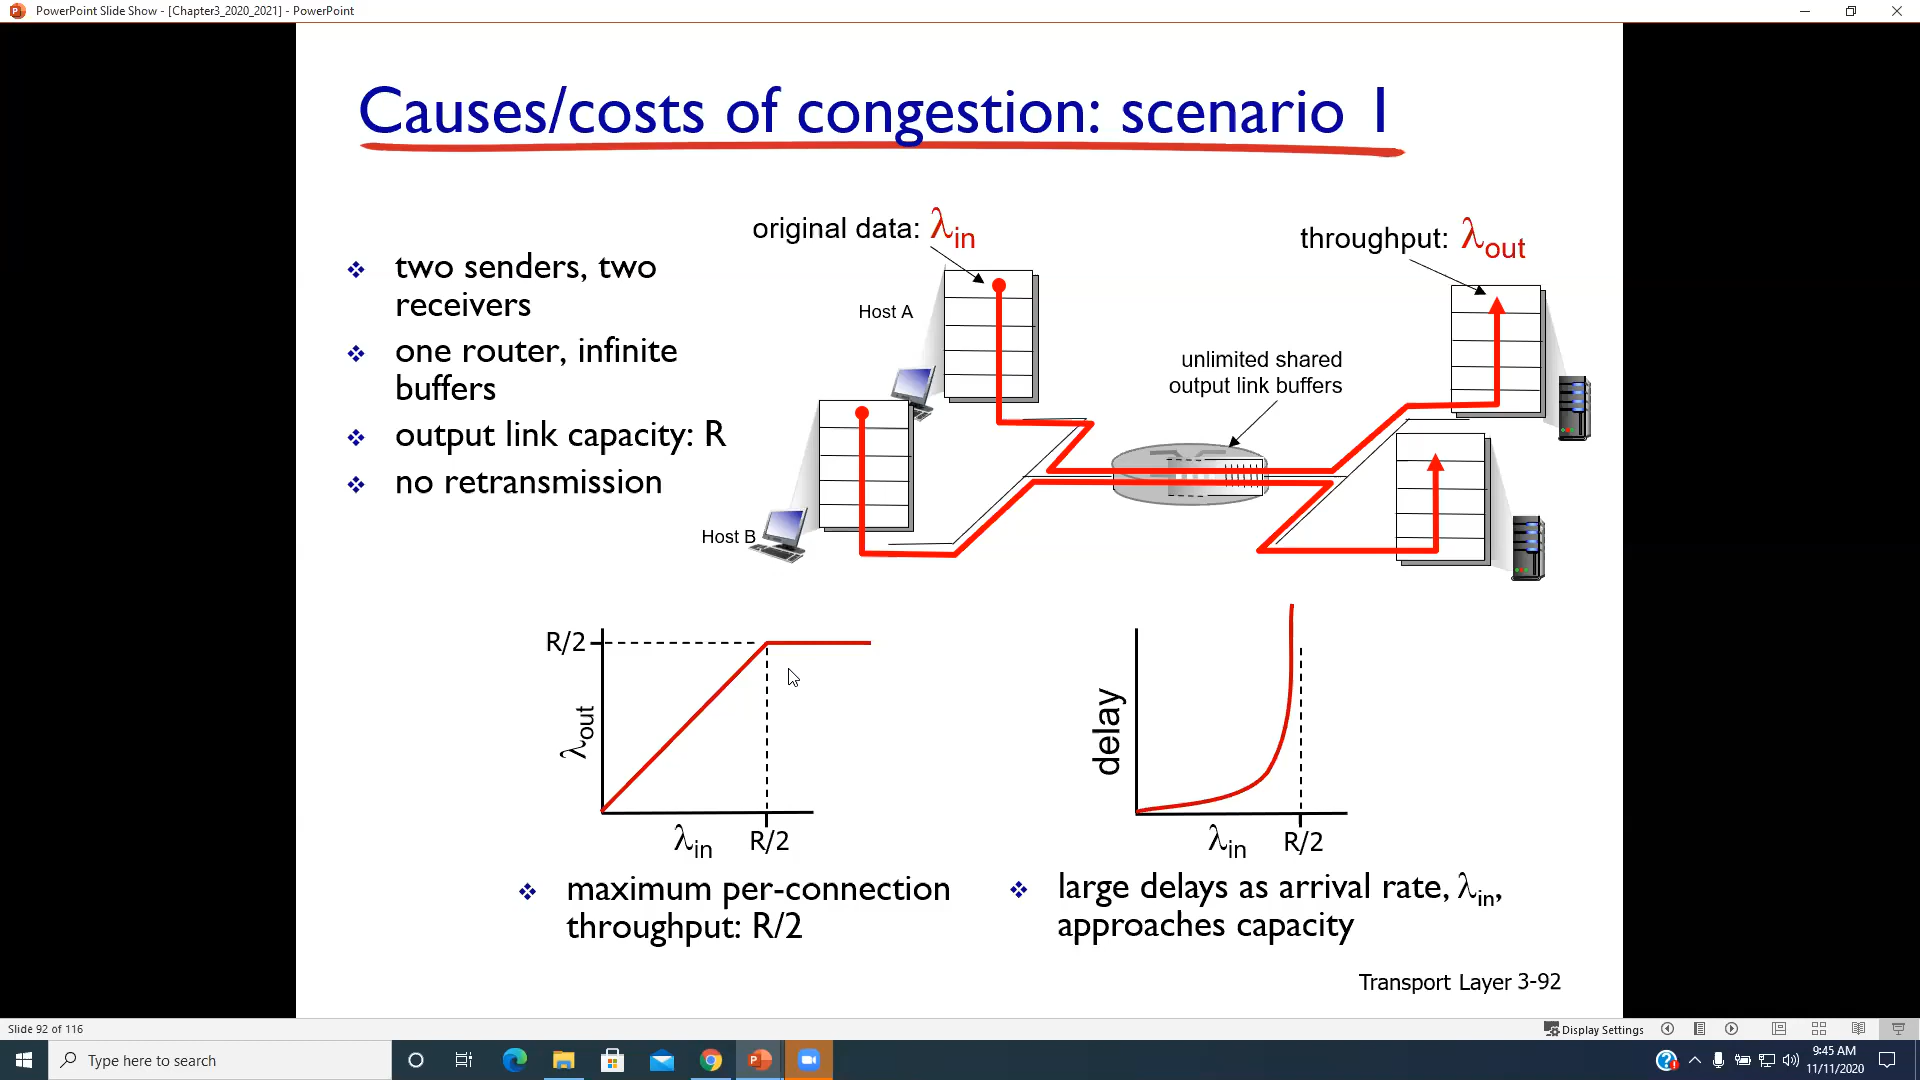 PowerPoint Slide Show - [Chapter3_2020_2021] - PowerPoint
Causes/costs of congestion: scenario 1
two senders, two
receivers
one router, infinite
buffers
output link capacity: R
no retransmission
original data: λin
throughput: λout
Host A
unlimited shared
output link buffers
Host B
R/2
λout
λin R/2
delay
λin R/2
maximum per-connection
throughput: R/2
large delays as arrival rate, λin,
approaches capacity
Transport Layer 3-92
Slide 92 of 116
Display Settings
Type here to search
9:45 AM
11/11/2020